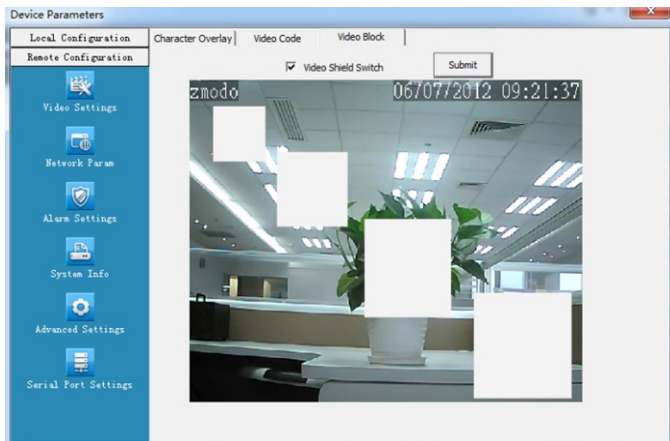 Device Parameters
Local Configuration
Character Overlay
Video Code
Video Block
Remote Configuration
Video Shield Switch
Submit
zmodo
06/07/2012 09:21:37
Video Settings
Network Param
Alarm Settings
System Info
Advanced Settings
Serial Port Settings